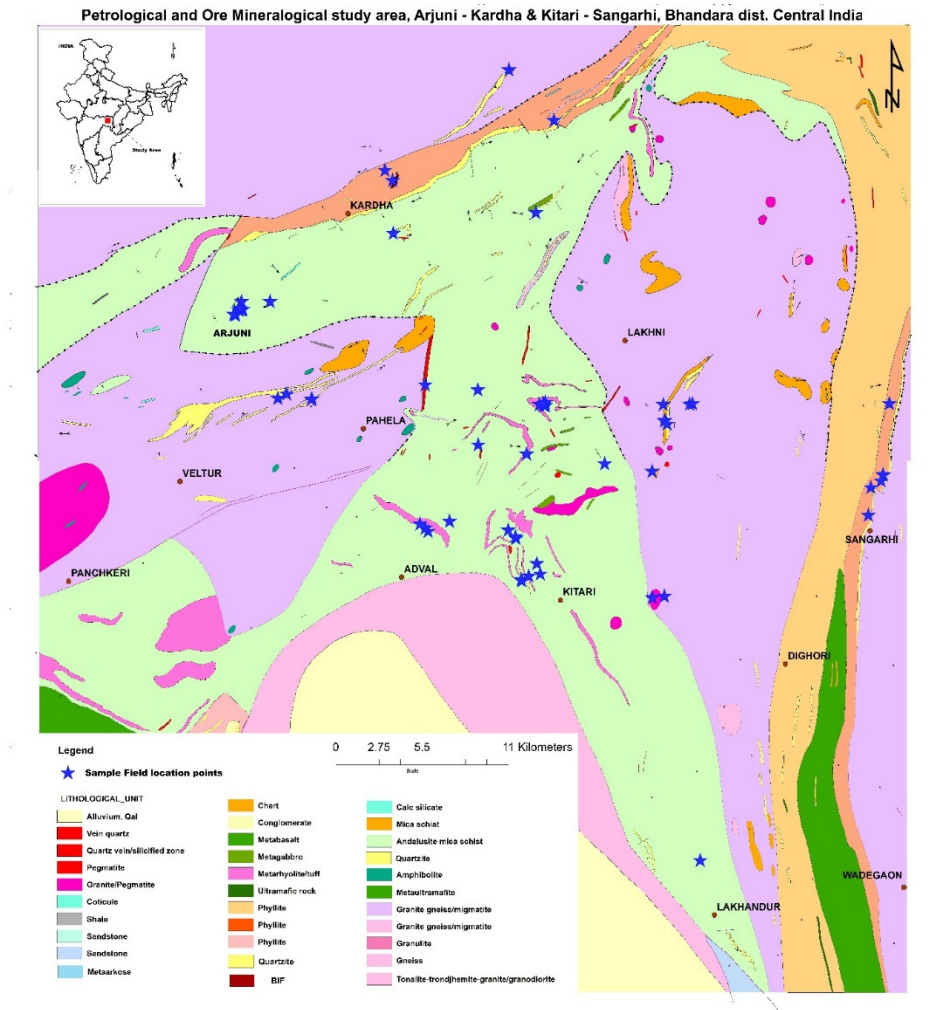 Petrological and Ore Mineralogical study area, Arjuni - Kardha & Kitari - Sangarhi, Bhandara dist. Central India
INDIA
Study Area
N
KARDHA
ARJUNI
LAKHNI
PAHELA
VELTUR
SANGARHI
PANCHKERI
ADVAL
KITARI
DIGHORI
WADEGAON
LAKHANDUR
Legend
Sample Field location points
0 2.75 5.5 11 Kilometers
Scale
LITHOLOGICAL_UNIT
Alluvium, Qal
Vein quartz
Quartz vein/silicified zone
Pegmatite
Granite/Pegmatite
Coticule
Shale
Sandstone
Sandstone
Metaarkose
Chert
Conglomerate
Metabasalt
Metagabbro
Metarhyolite/tuff
Ultramafic rock
Phyllite
Phyllite
Phyllite
Quartzite
BIF
Calc silicate
Mica schist
Andalusite mica schist
Quartzite
Amphibolite
Metaultramafite
Granite gneiss/migmatite
Granite gneiss/migmatite
Granulite
Gneiss
Tonalite-trondjhemite-granite/granodiorite